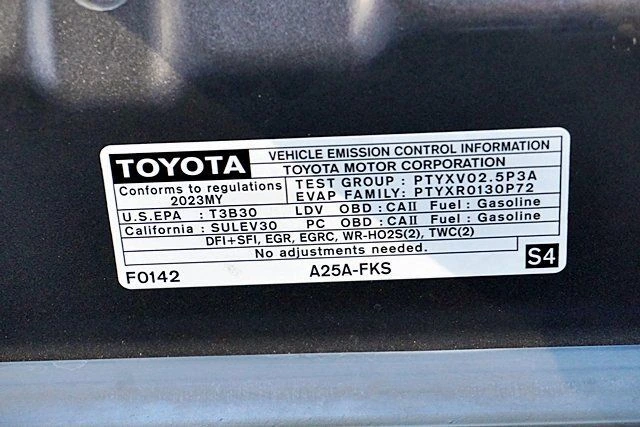 TOYOTA
VEHICLE EMISSION CONTROL INFORMATION
TOYOTA MOTOR CORPORATION
Conforms to regulations
2023MY
TEST GROUP : PTYXV02.5P3A
EVAP FAMILY: PTYXR0130P72
U.S.EPA : T3B30 LDV OBD : CAII Fuel : Gasoline
California : SULEV30 PC OBD : CAII Fuel : Gasoline
DFI+SFI, EGR, EGRC, WR-HO2S(2), TWC(2)
No adjustments needed.
F0142 A25A-FKS S4